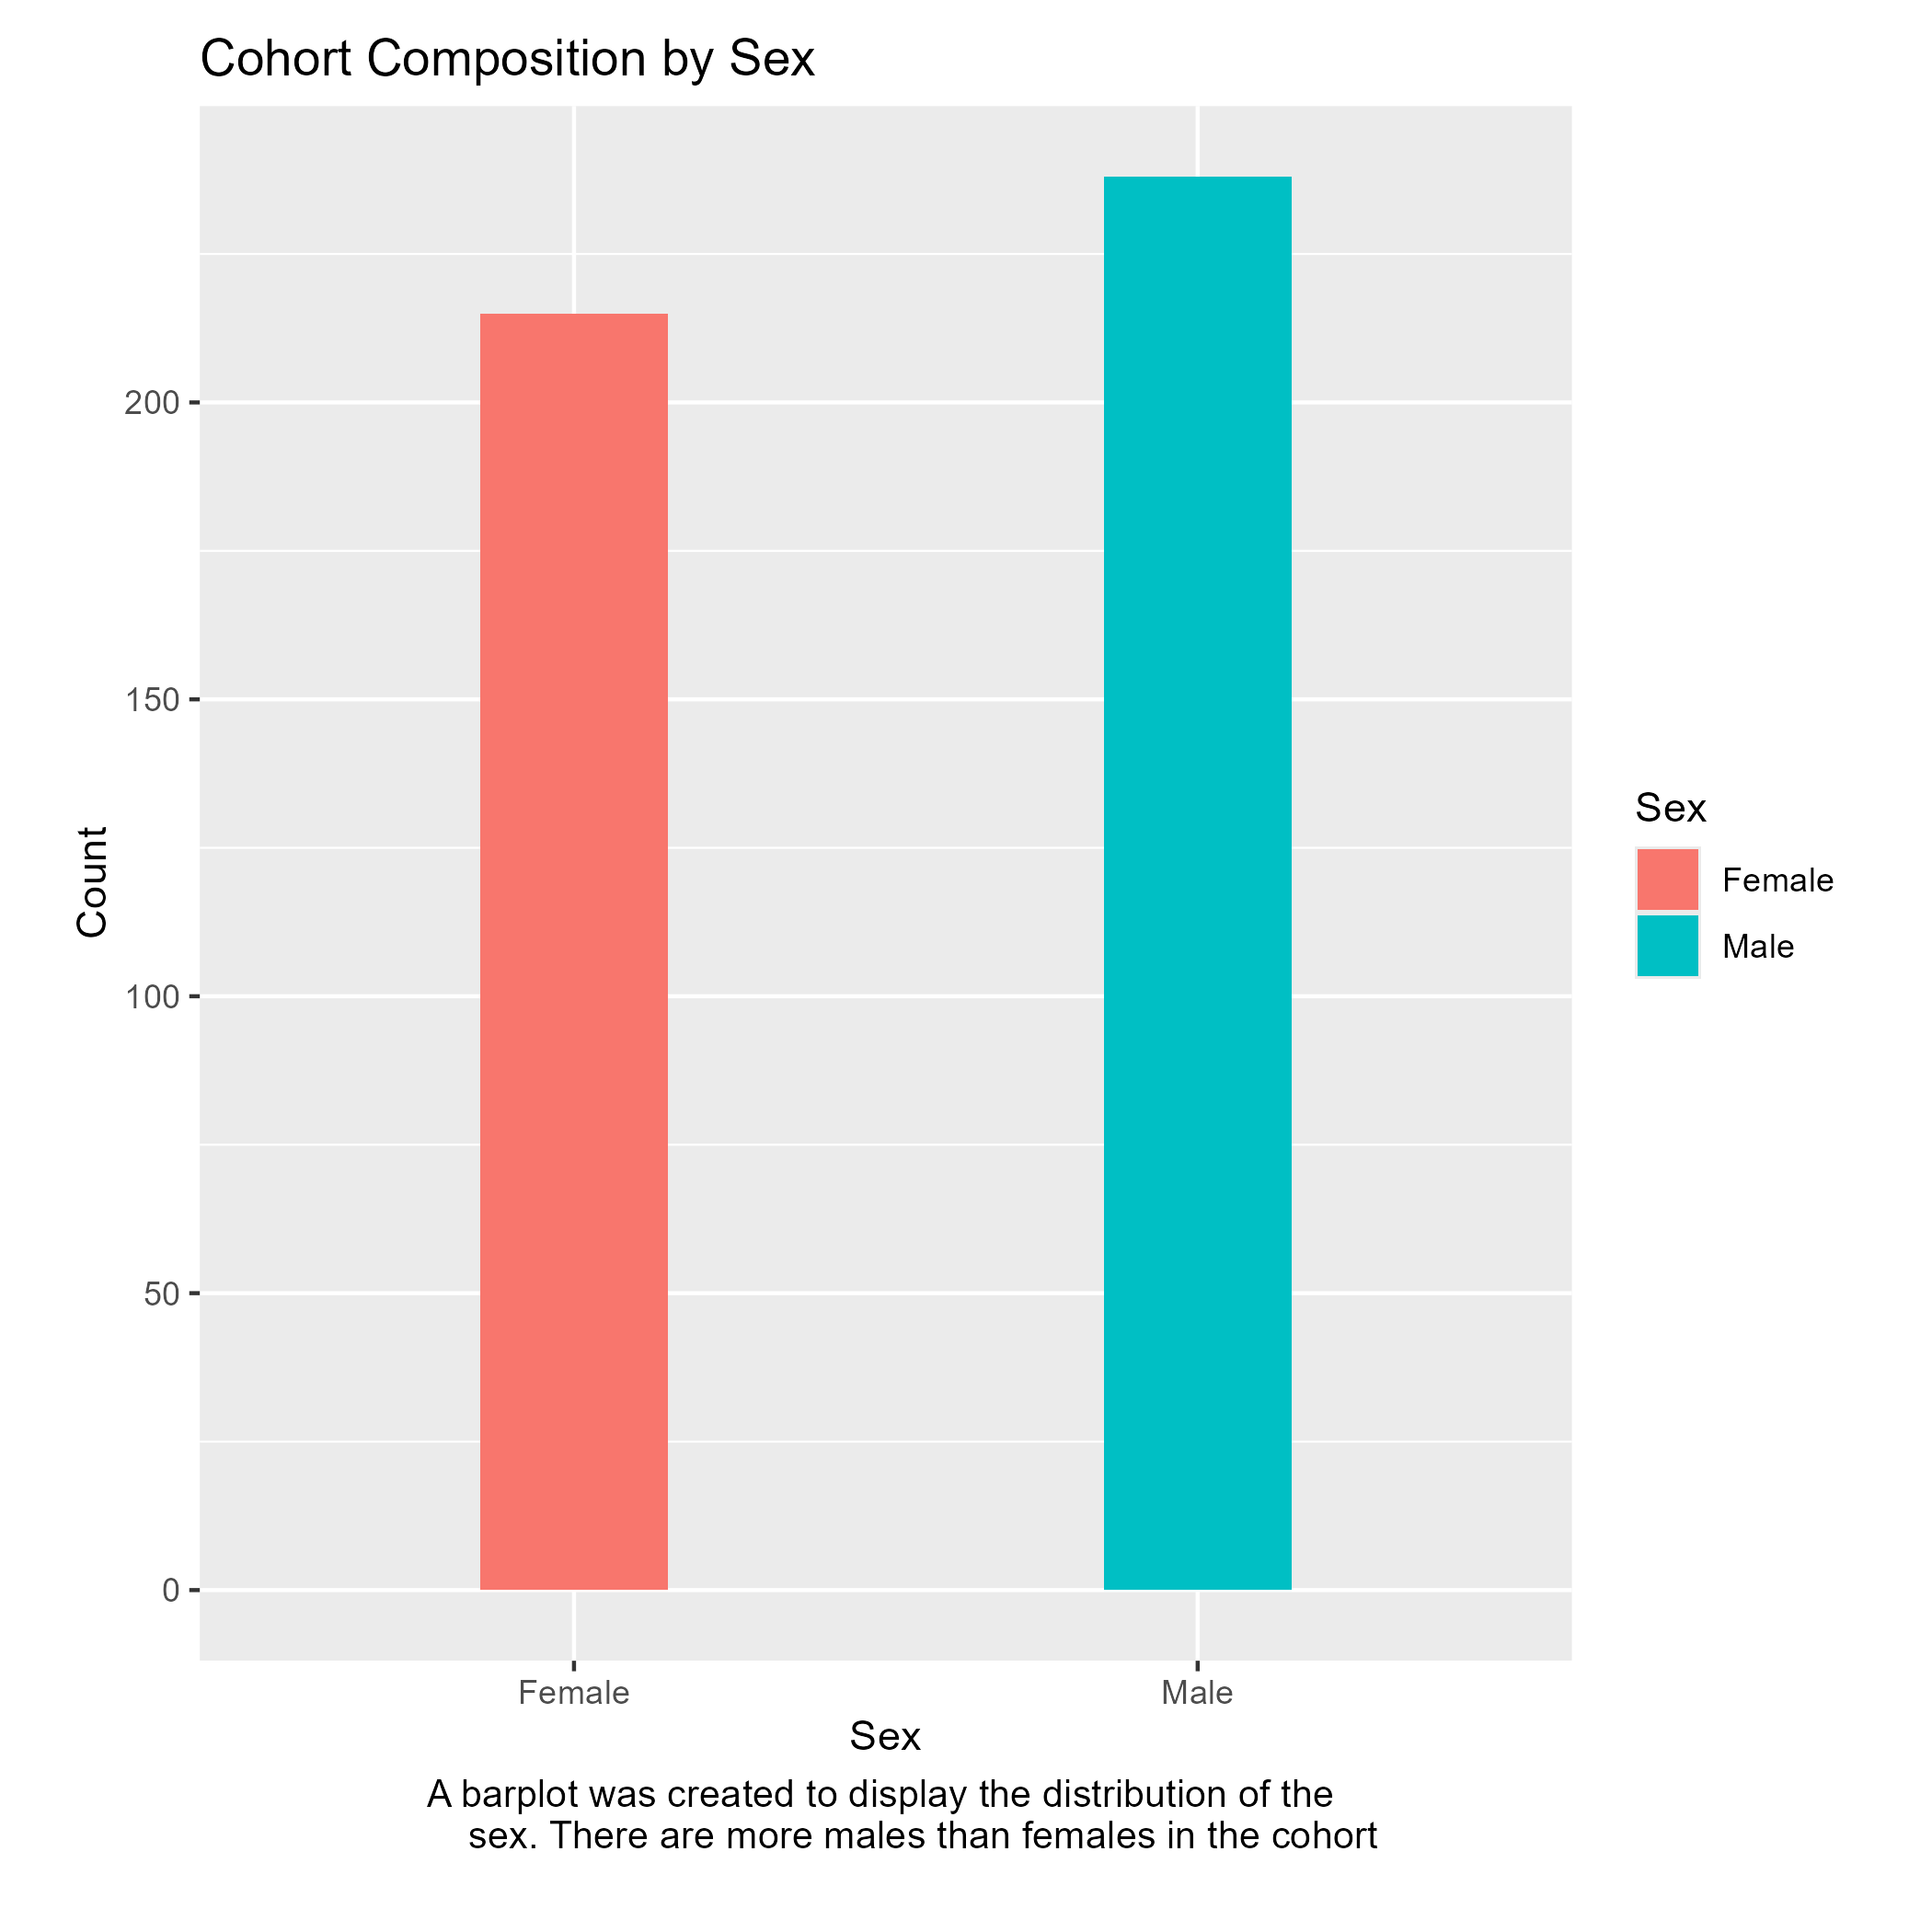 Cohort Composition by Sex
200
150
100
50
0
Count
Female
Male
Sex
Sex
Female
Male
A barplot was created to display the distribution of the
sex. There are more males than females in the cohort